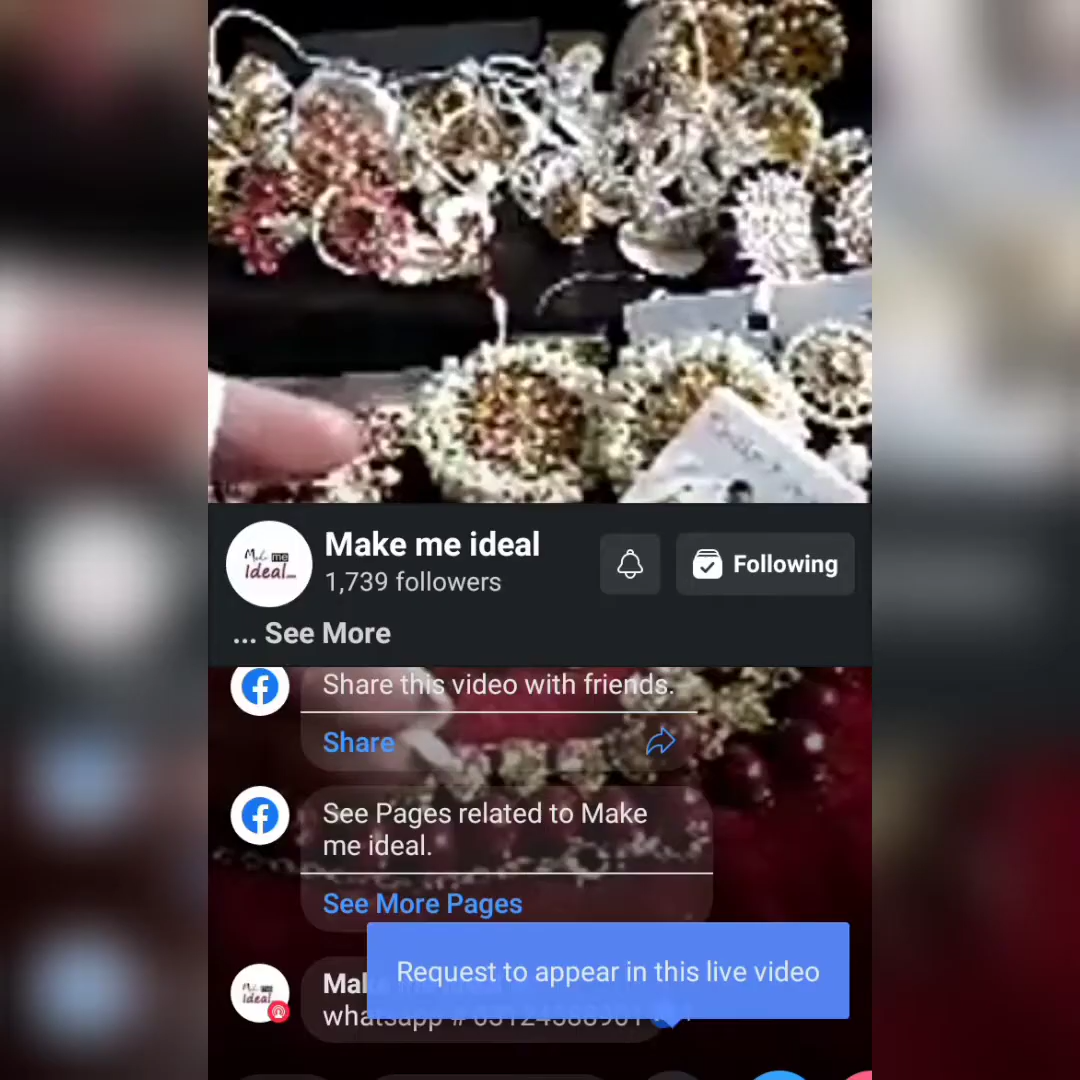 Make me ideal
1,739 followers
Following
... See More
Share this video with friends.
Share
See Pages related to Make
me ideal.
See More Pages
Request to appear in this live video
whatsapp #